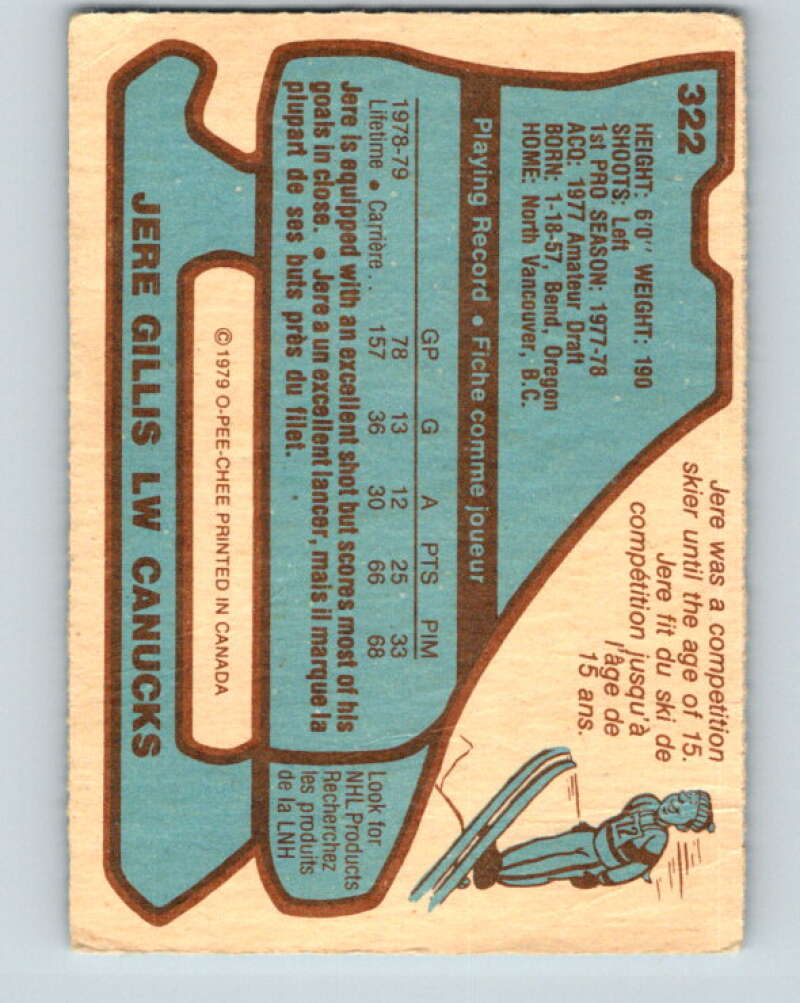 322
HEIGHT: 6'0" WEIGHT: 190
SHOOTS: Left
1st PRO SEASON: 1977-78
ACQ: 1977 Amateur Draft
BORN: 1-18-57, Bend, Oregon
HOME: North Vancouver, B.C.
Jere was a competition
skier until the age of 15.
Jere fit du ski de
compétition jusqu'à
l'âge de
15 ans.
12
Playing Record • Fiche comme joueur
GP G A PTS PIM
1978-79 78 13 12 25 33
Lifetime • Carrière . . 157 36 30 66 68
Jere is equipped with an excellent shot but scores most of his
goals in close. • Jere a un excellent lancer, mais il marque la
plupart de ses buts près du filet.
Look for
NHL Products
Recherchez
les produits
de la LNH
© 1979 O-PEE-CHEE PRINTED IN CANADA
JERE GILLIS LW CANUCKS